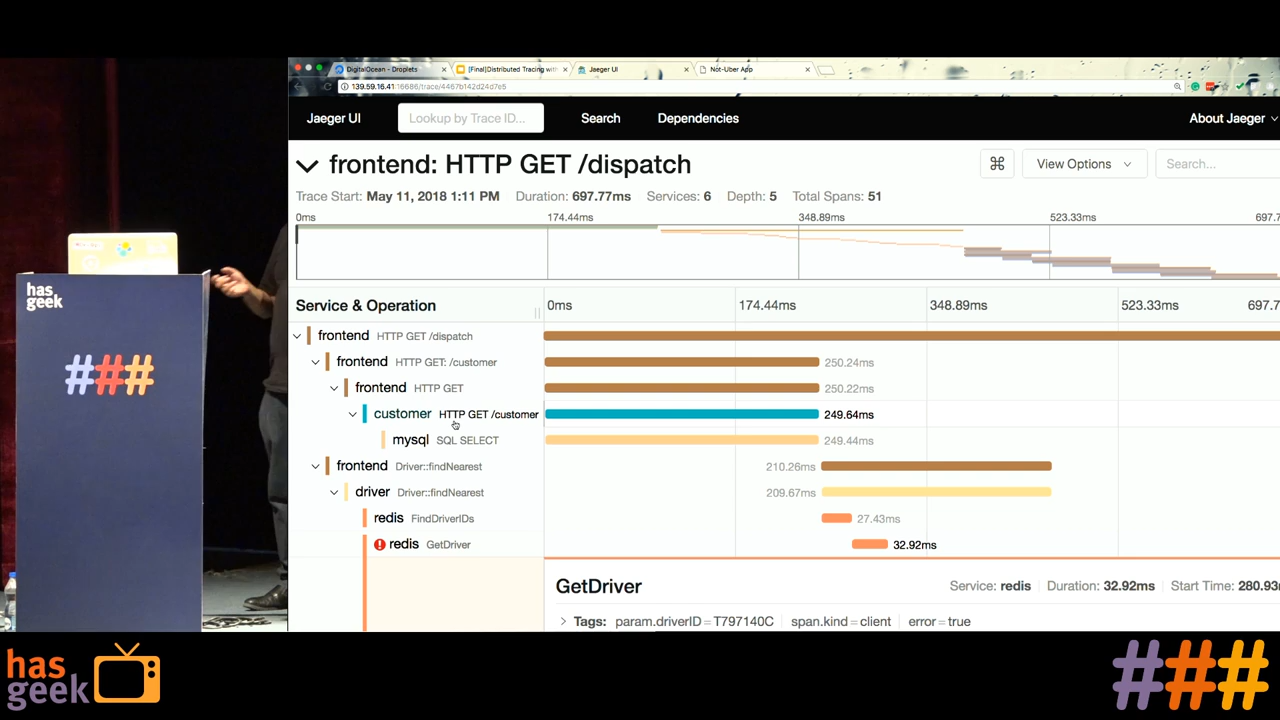 DigitalOcean - Droplets
[Final]Distributed Tracing with
Jaeger UI
Not-Uber App
139.59.16.41:16686/trace/4467b142d24d7e5
Jaeger UI
Lookup by Trace ID...
Search
Dependencies
About Jaeger
frontend: HTTP GET /dispatch
View Options
Search...
Trace Start: May 11, 2018 1:11 PM Duration: 697.77ms Services: 6 Depth: 5 Total Spans: 51
0ms 174.44ms 348.89ms 523.33ms 697.7
Service & Operation 0ms 174.44ms 348.89ms 523.33ms 697.7
frontend HTTP GET /dispatch
frontend HTTP GET: /customer 250.24ms
frontend HTTP GET 250.22ms
customer HTTP GET /customer 249.64ms
mysql SQL SELECT 249.44ms
frontend Driver::findNearest 210.26ms
driver Driver::findNearest 209.67ms
redis FindDriverIDs 27.43ms
redis GetDriver 32.92ms
GetDriver Service: redis Duration: 32.92ms Start Time: 280.93
Tags: param.driverID = T797140C span.kind = client error = true
has
geek
###
has
geek
###